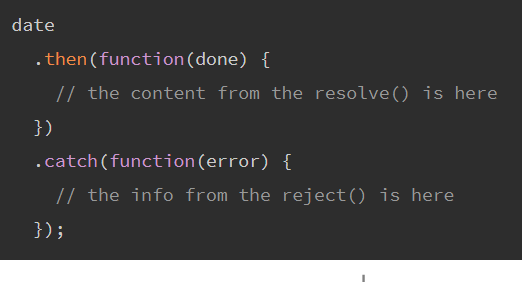 date
  .then(function(done) {
    // the content from the resolve() is here
  })
  .catch(function(error) {
    // the info from the reject() is here
  });